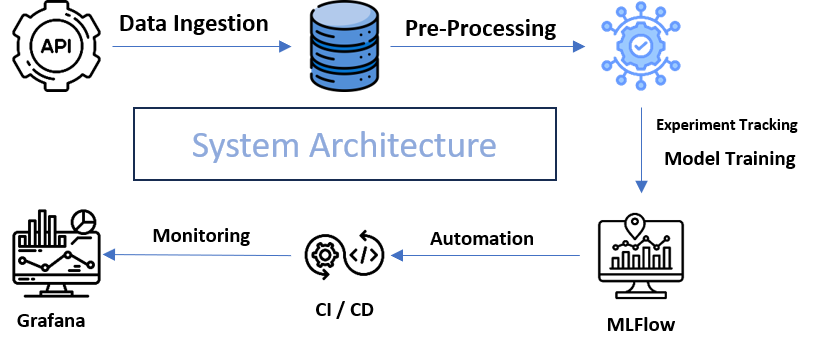 API
Data Ingestion
Pre-Processing
System Architecture
Experiment Tracking
Model Training
Monitoring
Automation
Grafana
CI / CD
MLFlow